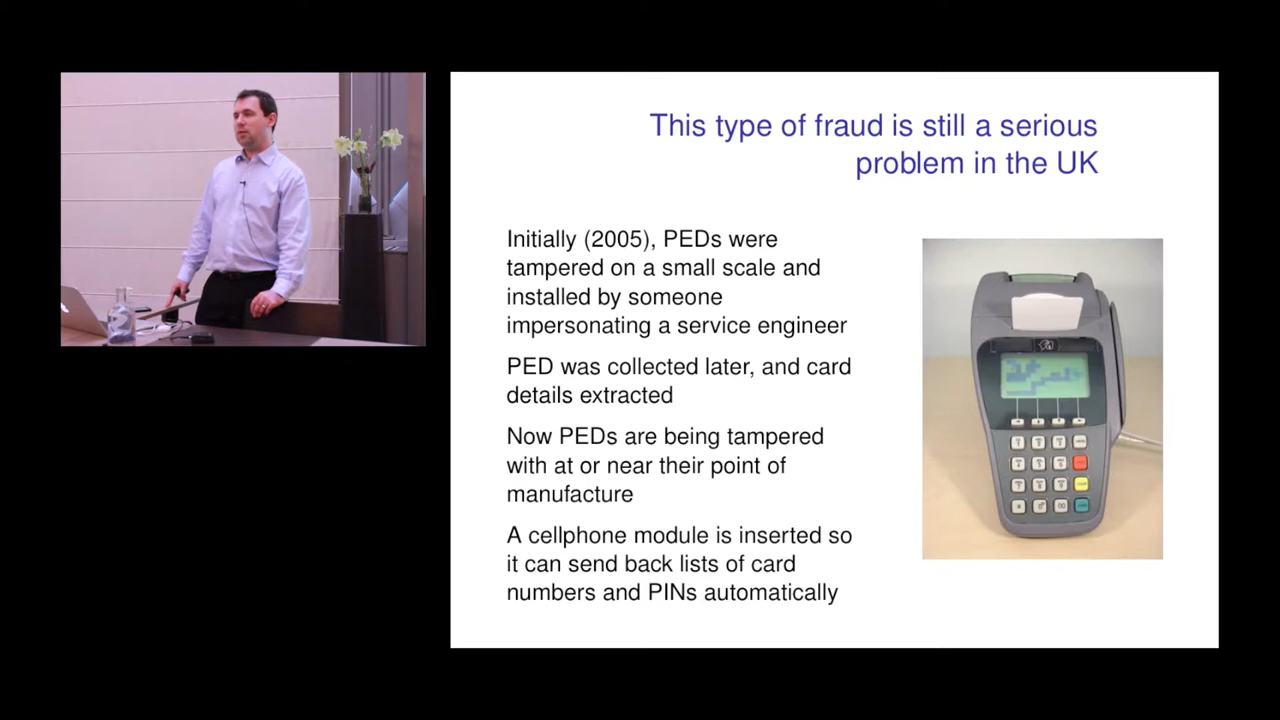 This type of fraud is still a serious
problem in the UK
Initially (2005), PEDs were
tampered on a small scale and
installed by someone
impersonating a service engineer
PED was collected later, and card
details extracted
Now PEDs are being tampered
with at or near their point of
manufacture
A cellphone module is inserted so
it can send back lists of card
numbers and PINs automatically